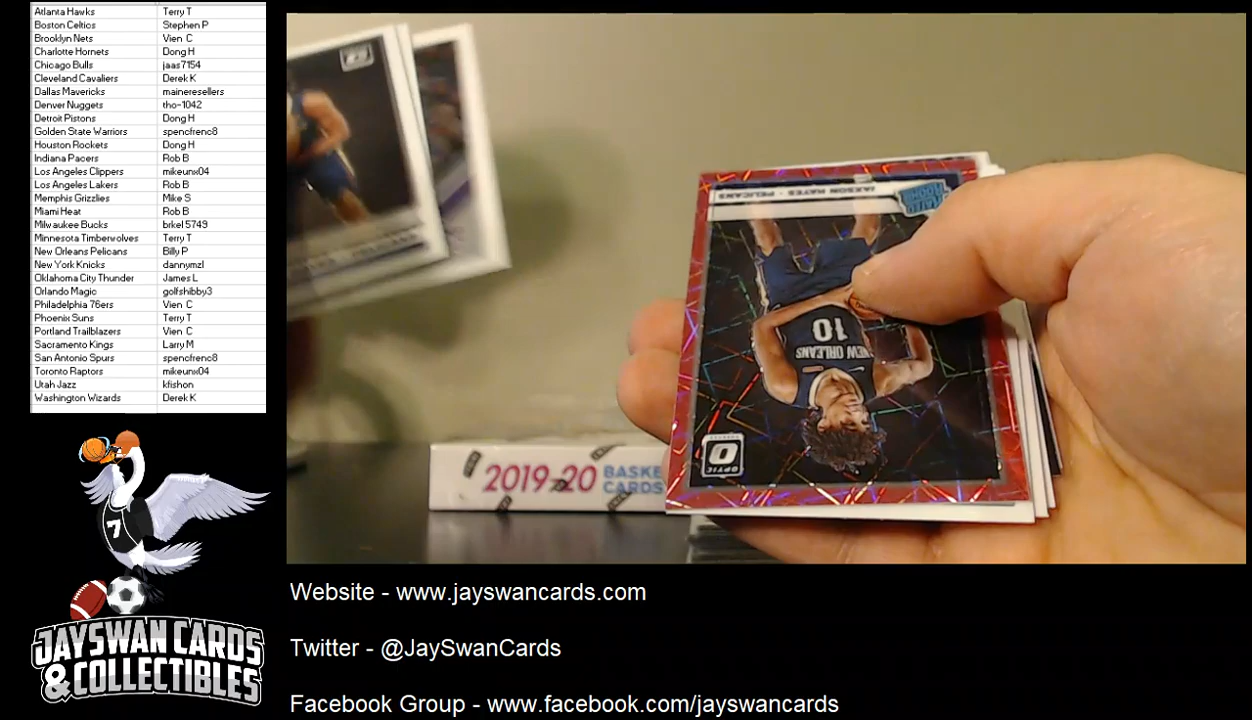 Atlanta Hawks Terry T
Boston Celtics Stephen P
Brooklyn Nets Vien C
Charlotte Hornets Dong H
Chicago Bulls jaas7154
Cleveland Cavaliers Derek K
Dallas Mavericks maineresellers
Denver Nuggets tho-1042
Detroit Pistons Dong H
Golden State Warriors spencfrenc8
Houston Rockets Dong H
Indiana Pacers Rob B
Los Angeles Clippers mikeunx04
Los Angeles Lakers Rob B
Memphis Grizzlies Mike S
Miami Heat Rob B
Milwaukee Bucks brkel5749
Minnesota Timberwolves Terry T
New Orleans Pelicans Billy P
New York Knicks dannymzl
Oklahoma City Thunder James L
Orlando Magic golfshibby3
Philadelphia 76ers Vien C
Phoenix Suns Terry T
Portland Trailblazers Vien C
Sacramento Kings Larry M
San Antonio Spurs spencfrenc8
Toronto Raptors mikeunx04
Utah Jazz kfishon
Washington Wizards Derek K
JAXSON HAYES - PELICANS
RATED ROOKIE
NEW ORLEANS
10
OPTIC
2019-20 BASKE
CARDS
7
JAYSWAN CARDS
& COLLECTIBLES
Website - www.jayswancards.com
Twitter - @JaySwanCards
Facebook Group - www.facebook.com/jayswancards